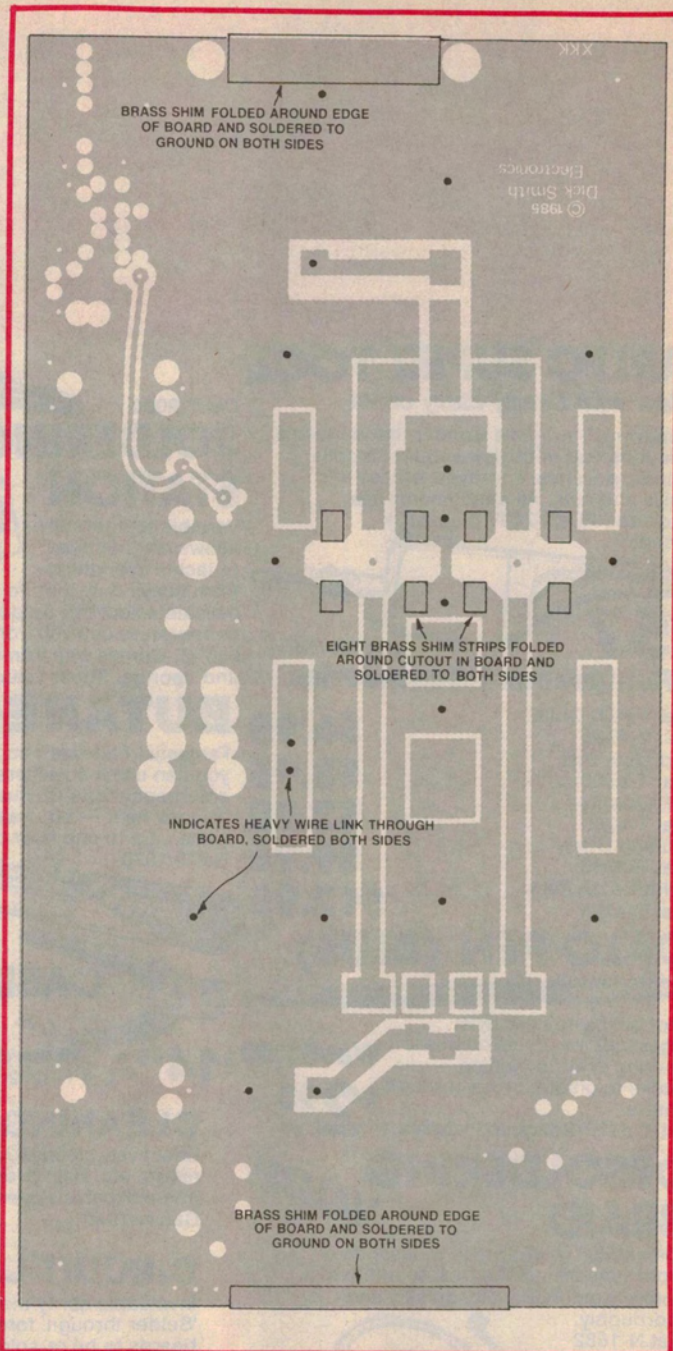 XXX
BRASS SHIM FOLDED AROUND EDGE
OF BOARD AND SOLDERED TO
GROUND ON BOTH SIDES
© 1985
Dick Smith
Electronics
EIGHT BRASS SHIM STRIPS FOLDED
AROUND CUTOUT IN BOARD AND
SOLDERED TO BOTH SIDES
INDICATES HEAVY WIRE LINK THROUGH
BOARD, SOLDERED BOTH SIDES
BRASS SHIM FOLDED AROUND EDGE
OF BOARD AND SOLDERED TO
GROUND ON BOTH SIDES